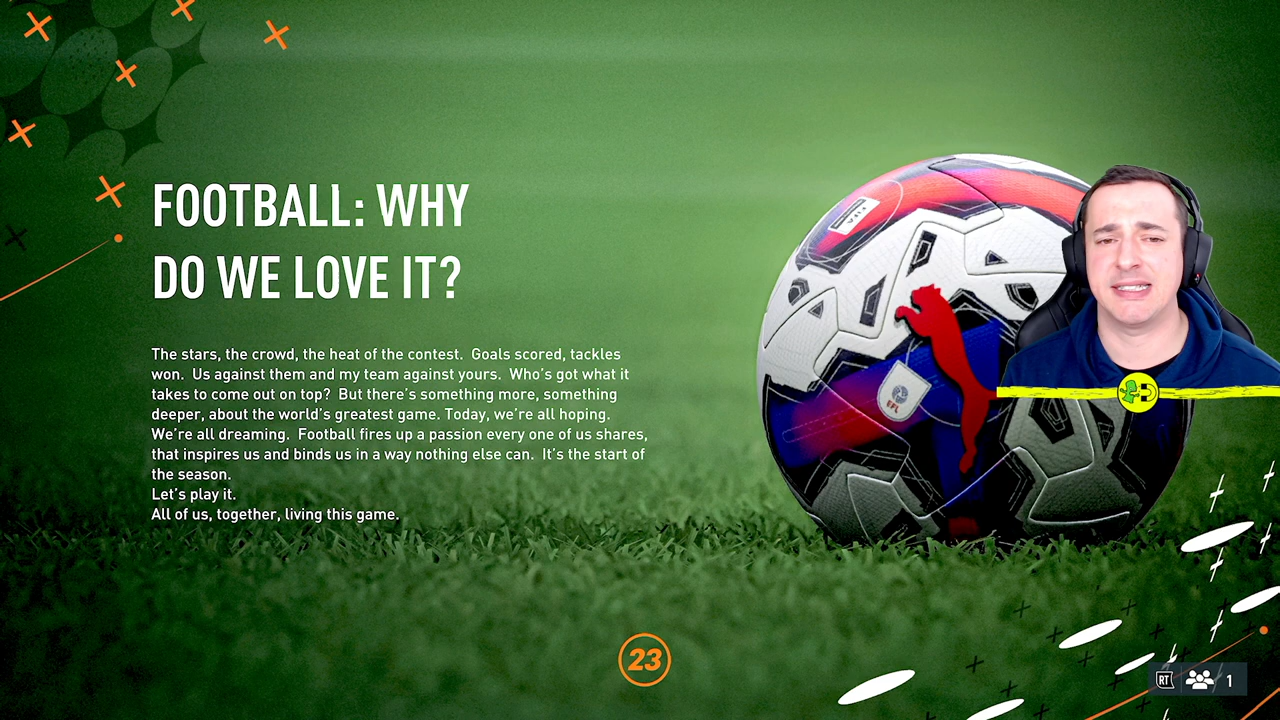 FOOTBALL: WHY
DO WE LOVE IT?
The stars, the crowd, the heat of the contest.  Goals scored, tackles
won.  Us against them and my team against yours.  Who's got what it
takes to come out on top?  But there's something more, something
deeper, about the world's greatest game. Today, we're all hoping.
We're all dreaming.  Football fires up a passion every one of us shares,
that inspires us and binds us in a way nothing else can.  It's the start of
the season.
Let's play it.
All of us, together, living this game.
FIFA
EFL
23
RT 1